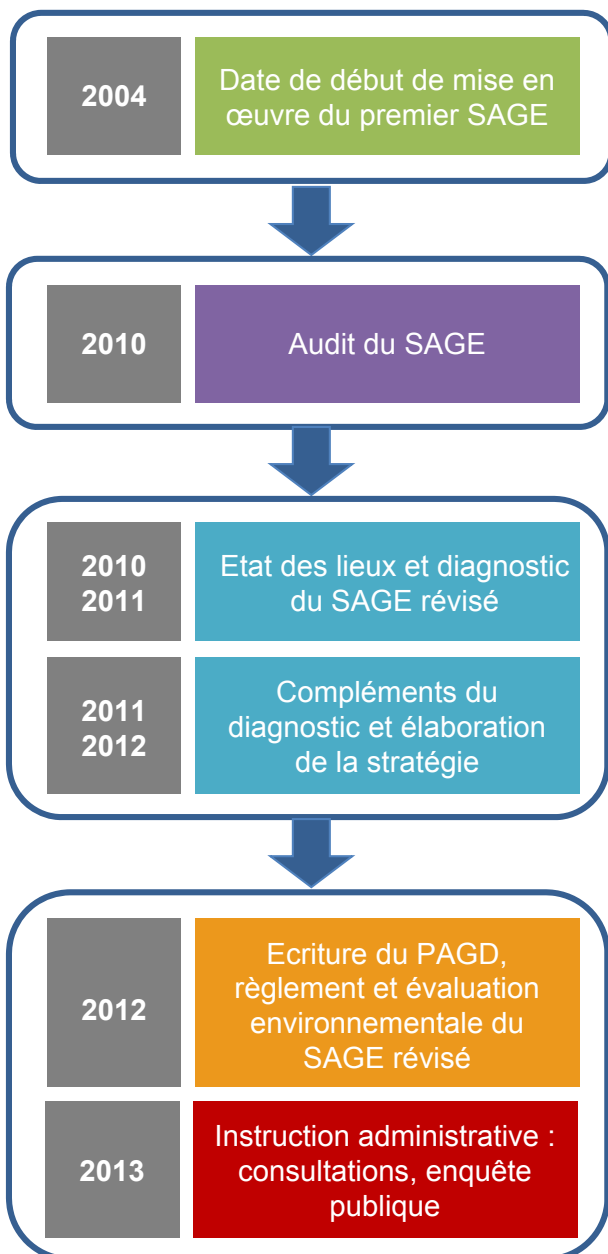 2004
Date de début de mise en
œuvre du premier SAGE
2010
Audit du SAGE
2010
2011
Etat des lieux et diagnostic
du SAGE révisé
2011
2012
Compléments du
diagnostic et élaboration
de la stratégie
2012
Ecriture du PAGD,
règlement et évaluation
environnementale du
SAGE révisé
2013
Instruction administrative :
consultations, enquête
publique